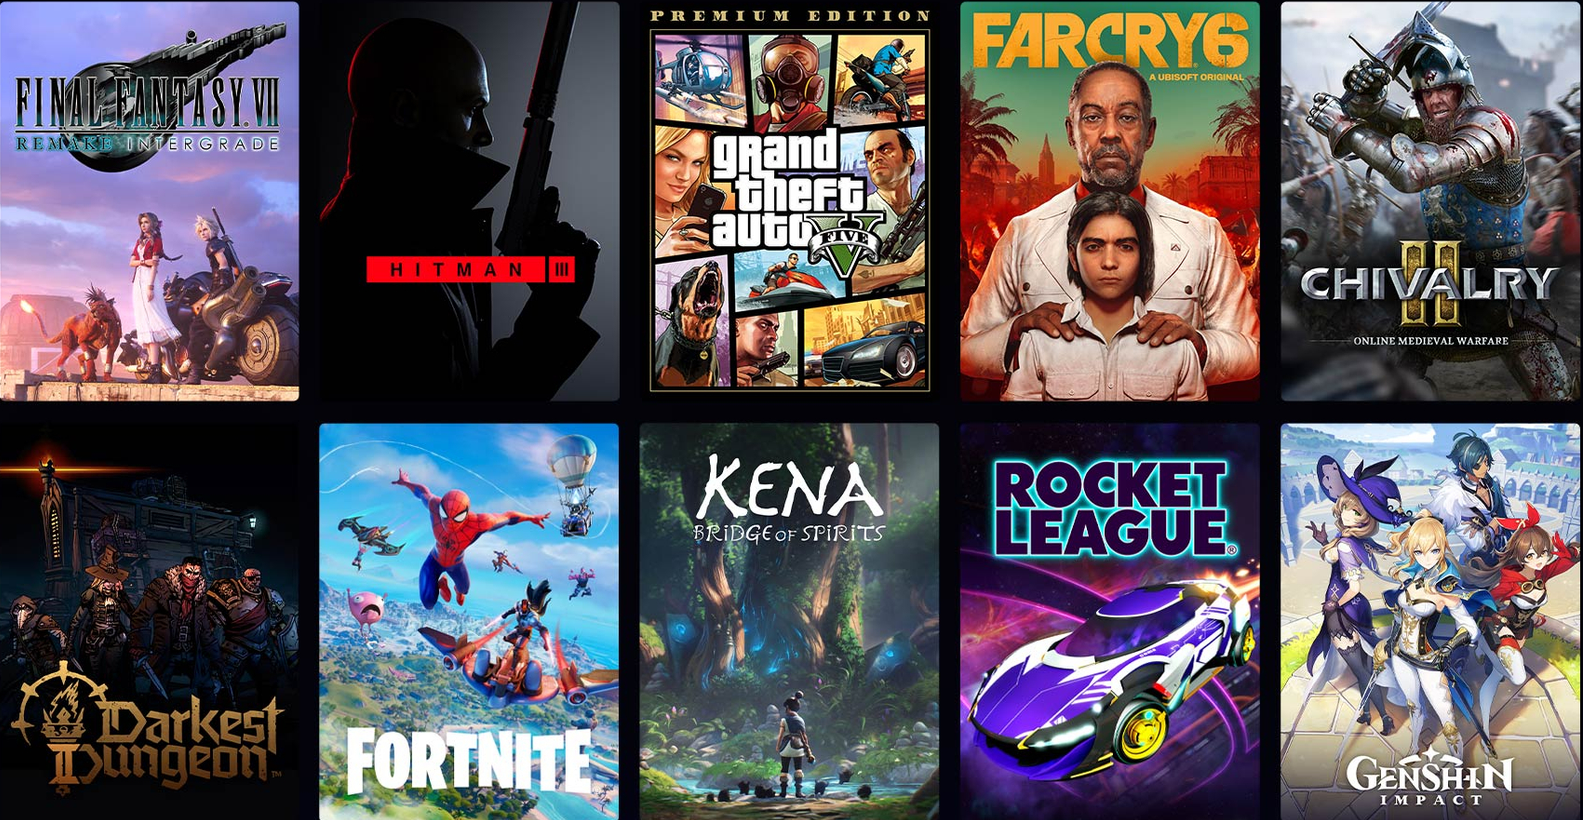 FINAL FANTASY VII
REMAKE INTERGRADE
HITMAN III
PREMIUM EDITION
grand
theft
auto
FIVE
V
FARCRY6
A UBISOFT ORIGINAL
II
CHIVALRY
ONLINE MEDIEVAL WARFARE
Darkest
Dungeon
II
TM
FORTNITE
KENA
BRIDGE OF SPIRITS
ROCKET
LEAGUE®
GENSHIN
IMPACT